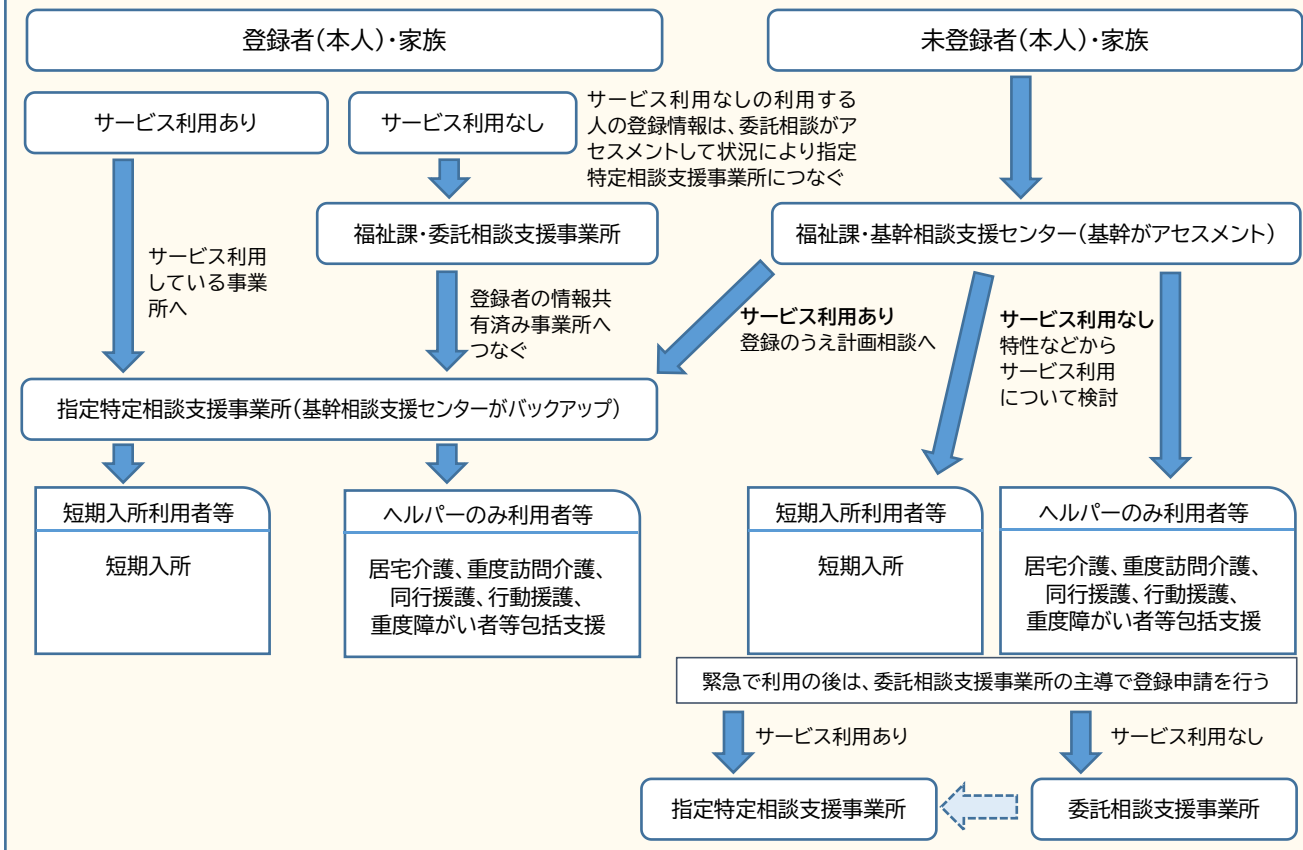 登録者(本人)・家族
未登録者(本人)・家族
サービス利用あり
サービス利用なし
サービス利用なしの利用する
人の登録情報は、委託相談がア
セスメントして状況により指定
特定相談支援事業所につなぐ
福祉課・委託相談支援事業所
福祉課・基幹相談支援センター(基幹がアセスメント)
サービス利用
している事業
所へ
登録者の情報共
有済み事業所へ
つなぐ
サービス利用あり
登録のうえ計画相談へ
サービス利用なし
特性などから
サービス利用
について検討
指定特定相談支援事業所(基幹相談支援センターがバックアップ)
短期入所利用者等
短期入所
ヘルパーのみ利用者等
居宅介護、重度訪問介護、
同行援護、行動援護、
重度障がい者等包括支援
短期入所利用者等
短期入所
ヘルパーのみ利用者等
居宅介護、重度訪問介護、
同行援護、行動援護、
重度障がい者等包括支援
緊急で利用の後は、委託相談支援事業所の主導で登録申請を行う
サービス利用あり
サービス利用なし
指定特定相談支援事業所
委託相談支援事業所